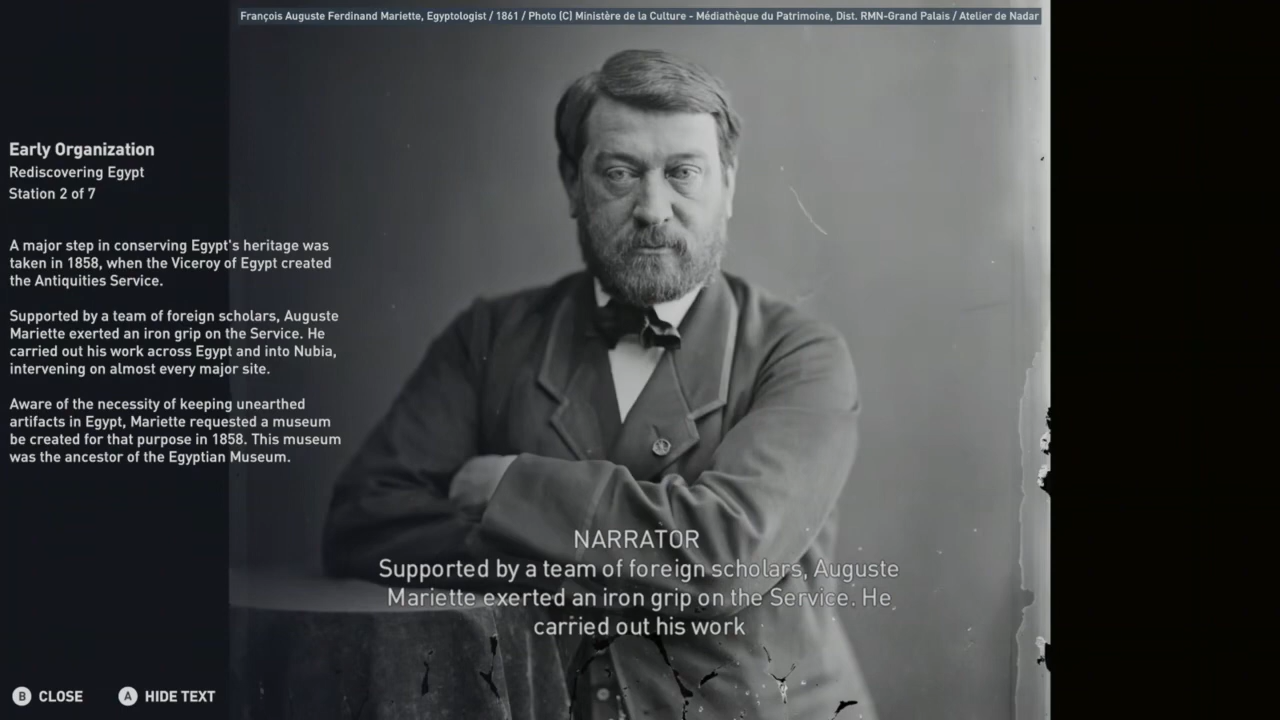 François Auguste Ferdinand Mariette, Egyptologist / 1861 / Photo (C) Ministère de la Culture - Médiathèque du Patrimoine, Dist. RMN-Grand Palais / Atelier de Nadar
Early Organization
Rediscovering Egypt
Station 2 of 7
A major step in conserving Egypt's heritage was
taken in 1858, when the Viceroy of Egypt created
the Antiquities Service.
Supported by a team of foreign scholars, Auguste
Mariette exerted an iron grip on the Service. He
carried out his work across Egypt and into Nubia,
intervening on almost every major site.
Aware of the necessity of keeping unearthed
artifacts in Egypt, Mariette requested a museum
be created for that purpose in 1858. This museum
was the ancestor of the Egyptian Museum.
NARRATOR
Supported by a team of foreign scholars, Auguste
Mariette exerted an iron grip on the Service. He
carried out his work
B CLOSE A HIDE TEXT